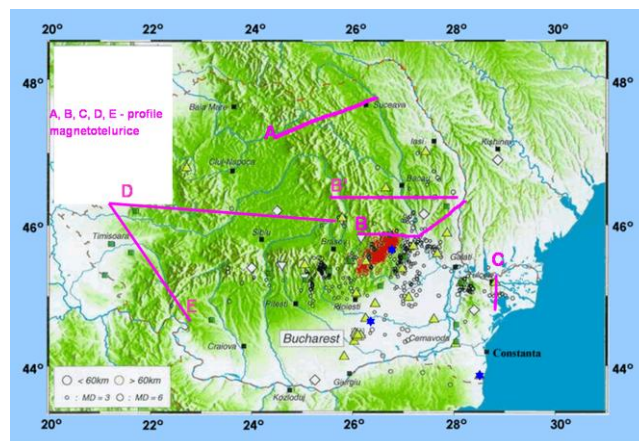 20° 22° 24° 26° 28° 30°
48°
A, B, C, D, E - profile
magnetotelurice
Baia Mare
Suceava
A
Iasi
Kishinev
Cluj-Napoca
Bacau
D
B
46°
46°
Timisoara
Sibiu
B
Brasov
Galati
C
E
Pitesti
Ploiesti
Bucharest
Cernavoda
Craiova
Constanta
44°
44°
Giurgiu
Kozloduj
< 60km > 60km
: MD = 3 : MD = 6
20° 22° 24° 26° 28° 30°